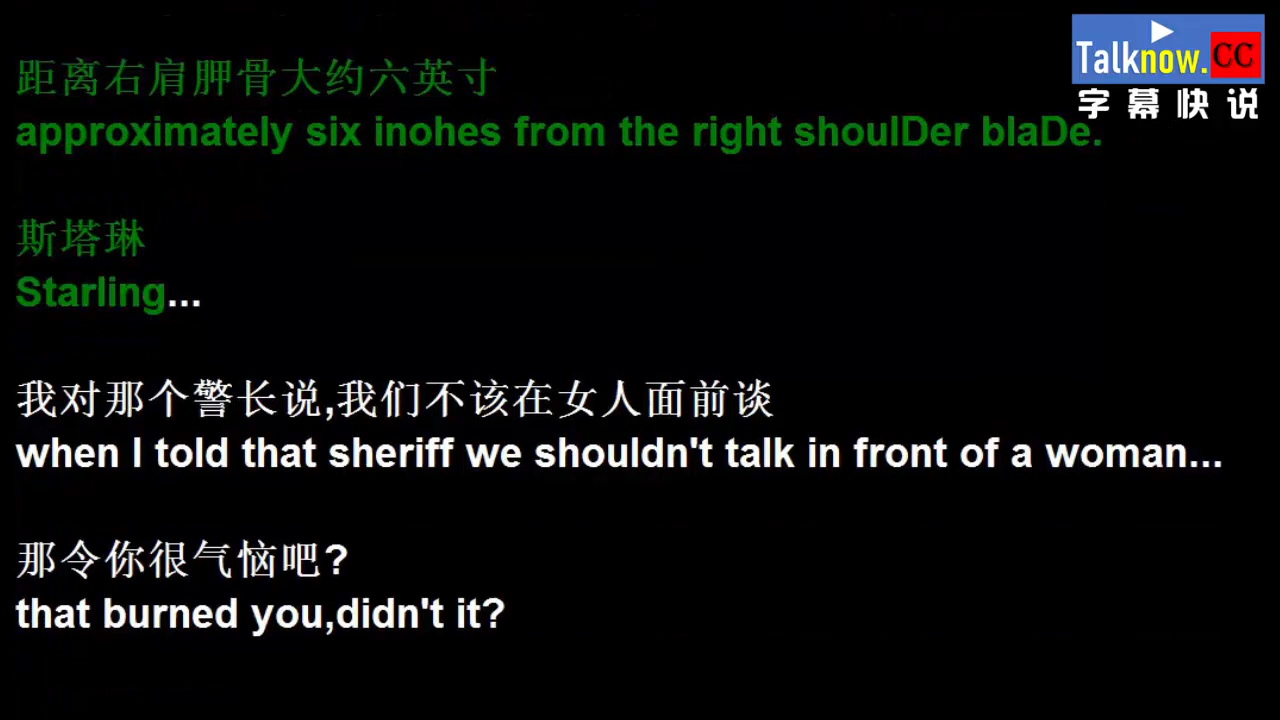 距离右肩胛骨大约六英寸
approximately six inohes from the right shoulDer blaDe.
斯塔琳
Starling...
我对那个警长说,我们不该在女人面前谈
when I told that sheriff we shouldn't talk in front of a woman...
那令你很气恼吧?
that burned you,didn't it?
Talknow.CC
字幕快说